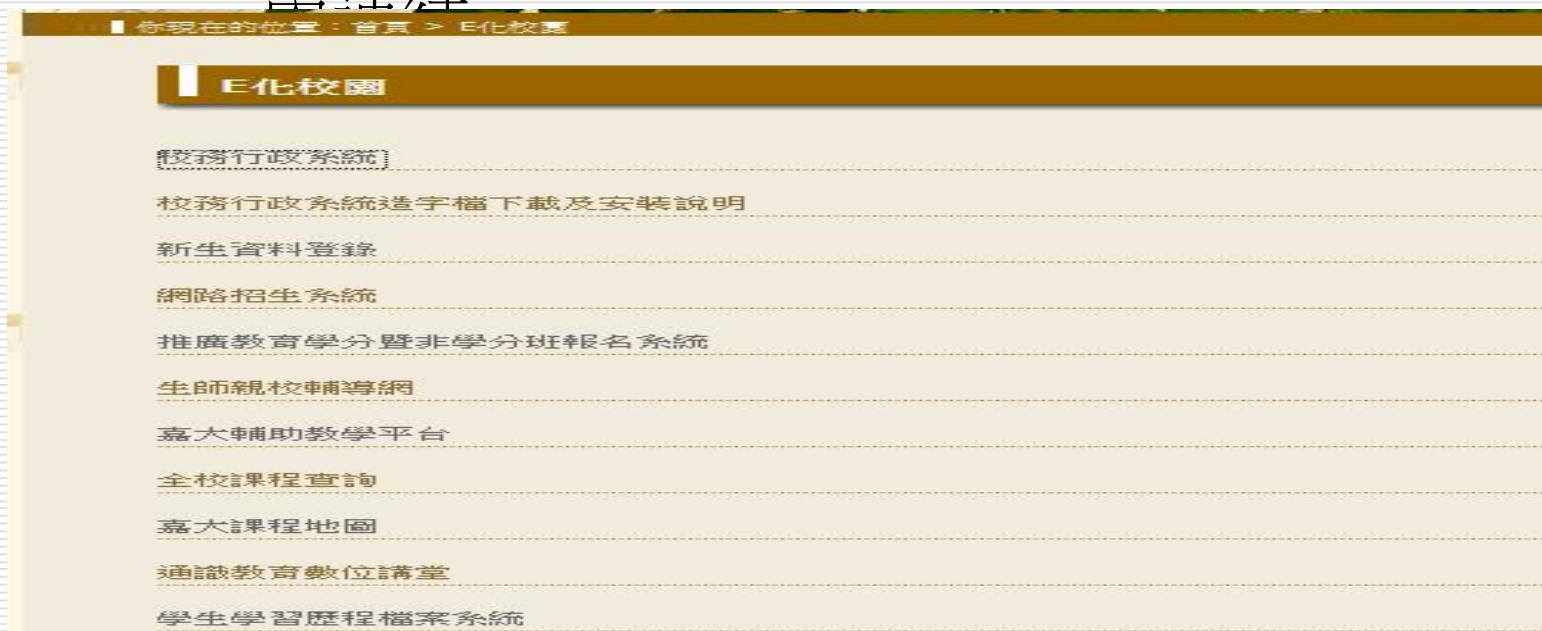 你現在的位置：首頁 > E化校園
E化校園
校務行政系統
校務行政系統造字檔下載及安裝說明
新生資料登錄
網路招生系統
推廣教育學分暨非學分班報名系統
生師親校輔導網
嘉大輔助教學平台
全校課程查詢
嘉大課程地圖
通識教育數位講堂
學生學習歷程檔案系統